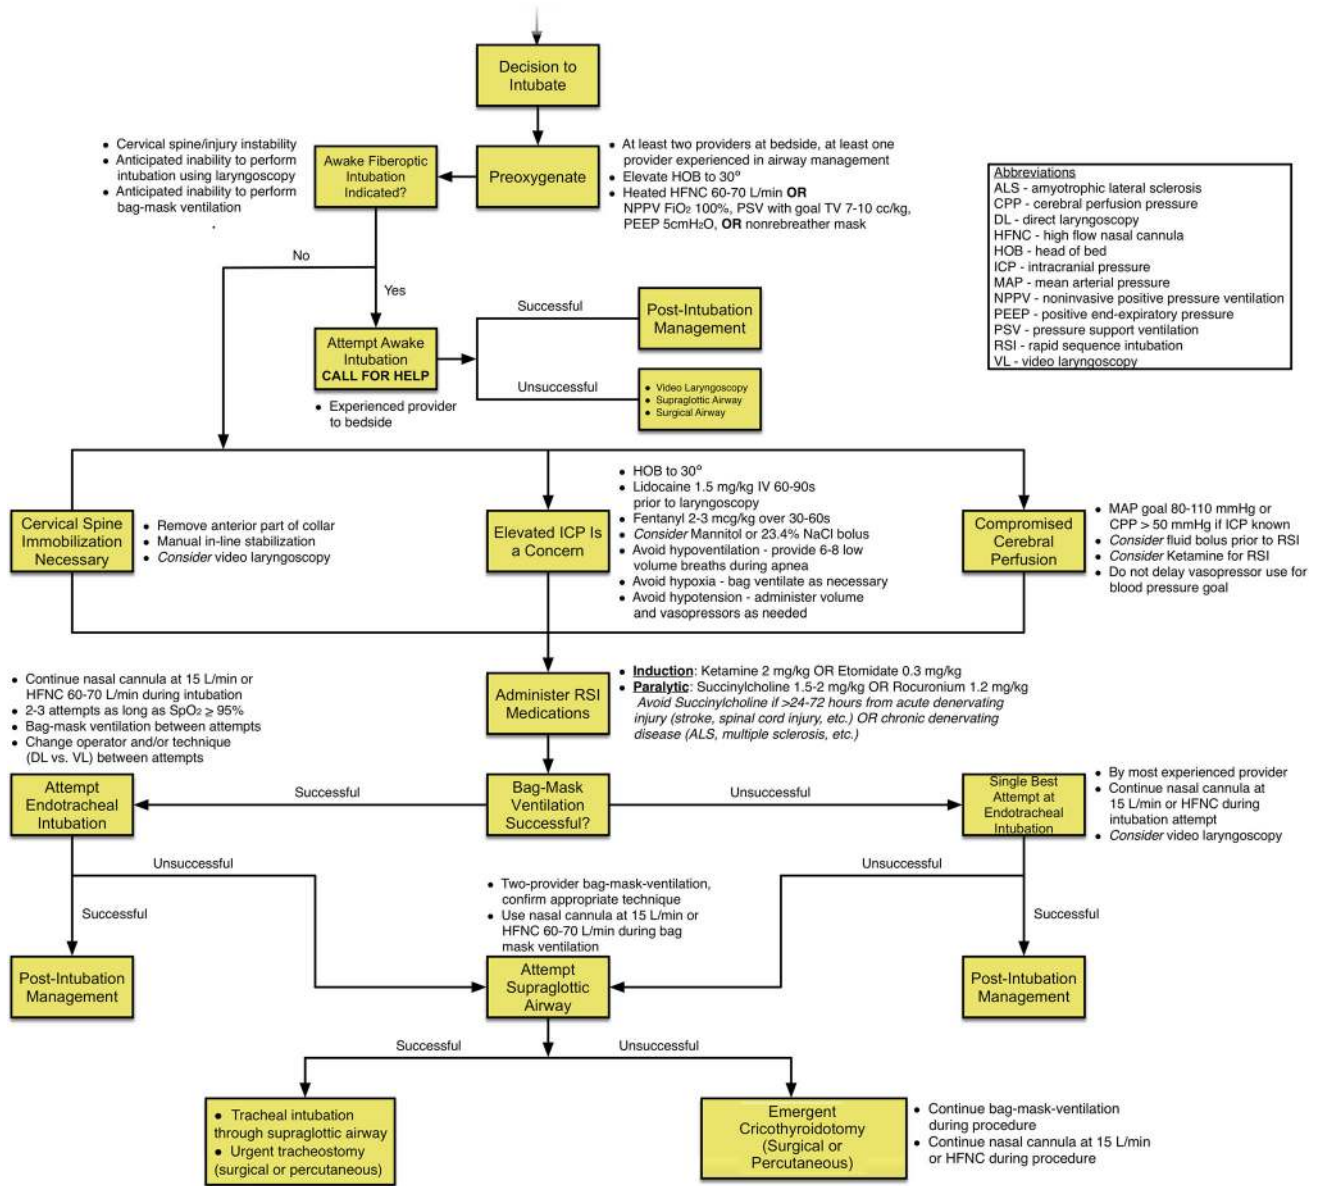 Decision to
Intubate
• Cervical spine/injury instability
• Anticipated inability to perform
intubation using laryngoscopy
• Anticipated inability to perform
bag-mask ventilation
Awake Fiberoptic
Intubation
Indicated?
Preoxygenate
• At least two providers at bedside, at least one
provider experienced in airway management
• Elevate HOB to 30°
• Heated HFNC 60-70 L/min OR
NPPV FiO₂ 100%, PSV with goal TV 7-10 cc/kg,
PEEP 5cmH₂O, OR nonrebreather mask
Abbreviations
ALS - amyotrophic lateral sclerosis
CPP - cerebral perfusion pressure
DL - direct laryngoscopy
HFNC - high flow nasal cannula
HOB - head of bed
ICP - intracranial pressure
MAP - mean arterial pressure
NPPV - noninvasive positive pressure ventilation
PEEP - positive end-expiratory pressure
PSV - pressure support ventilation
RSI - rapid sequence intubation
VL - video laryngoscopy
No
Yes
Attempt Awake
Intubation
CALL FOR HELP
• Experienced provider
to bedside
Successful
Post-Intubation
Management
Unsuccessful
• Video Laryngoscopy
• Supraglottic Airway
• Surgical Airway
Cervical Spine
Immobilization
Necessary
• Remove anterior part of collar
• Manual in-line stabilization
• Consider video laryngoscopy
Elevated ICP Is
a Concern
• HOB to 30°
• Lidocaine 1.5 mg/kg IV 60-90s
prior to laryngoscopy
• Fentanyl 2-3 mcg/kg over 30-60s
• Consider Mannitol or 23.4% NaCl bolus
• Avoid hypoventilation - provide 6-8 low
volume breaths during apnea
• Avoid hypoxia - bag ventilate as necessary
• Avoid hypotension - administer volume
and vasopressors as needed
Compromised
Cerebral
Perfusion
• MAP goal 80-110 mmHg or
CPP > 50 mmHg if ICP known
• Consider fluid bolus prior to RSI
• Consider Ketamine for RSI
• Do not delay vasopressor use for
blood pressure goal
Administer RSI
Medications
• Induction: Ketamine 2 mg/kg OR Etomidate 0.3 mg/kg
• Paralytic: Succinylcholine 1.5-2 mg/kg OR Rocuronium 1.2 mg/kg
Avoid Succinylcholine if >24-72 hours from acute denervating
injury (stroke, spinal cord injury, etc.) OR chronic denervating
disease (ALS, multiple sclerosis, etc.)
• Continue nasal cannula at 15 L/min or
HFNC 60-70 L/min during intubation
• 2-3 attempts as long as SpO₂ ≥ 95%
• Bag-mask ventilation between attempts
• Change operator and/or technique
(DL vs. VL) between attempts
Attempt
Endotracheal
Intubation
Successful
Bag-Mask
Ventilation
Successful?
Unsuccessful
Single Best
Attempt at
Endotracheal
Intubation
• By most experienced provider
• Continue nasal cannula at
15 L/min or HFNC during
intubation attempt
• Consider video laryngoscopy
Unsuccessful
Successful
Post-Intubation
Management
• Two-provider bag-mask-ventilation,
confirm appropriate technique
• Use nasal cannula at 15 L/min or
HFNC 60-70 L/min during bag
mask ventilation
Attempt
Supraglottic
Airway
Unsuccessful
Successful
Post-Intubation
Management
Successful
Unsuccessful
• Tracheal intubation
through supraglottic airway
• Urgent tracheostomy
(surgical or percutaneous)
Emergent
Cricothyroidotomy
(Surgical or
Percutaneous)
• Continue bag-mask-ventilation
during procedure
• Continue nasal cannula at 15 L/min
or HFNC during procedure